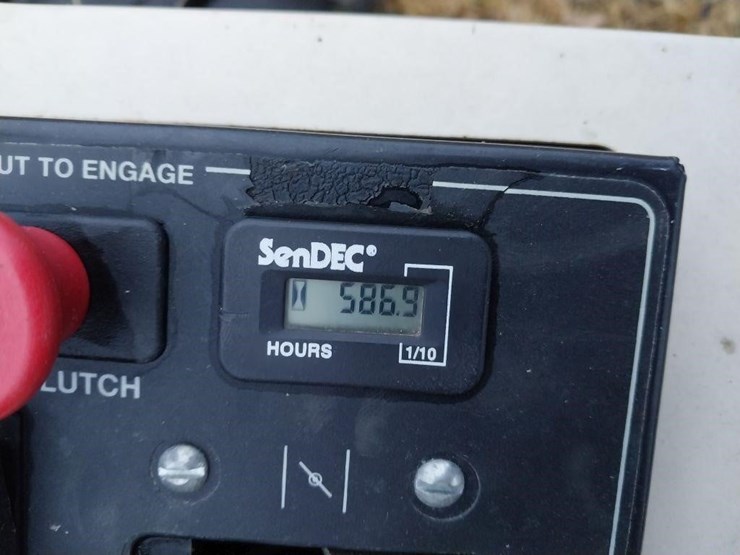 UT TO ENGAGE
SenDEC®
586.9
HOURS
1/10
LUTCH